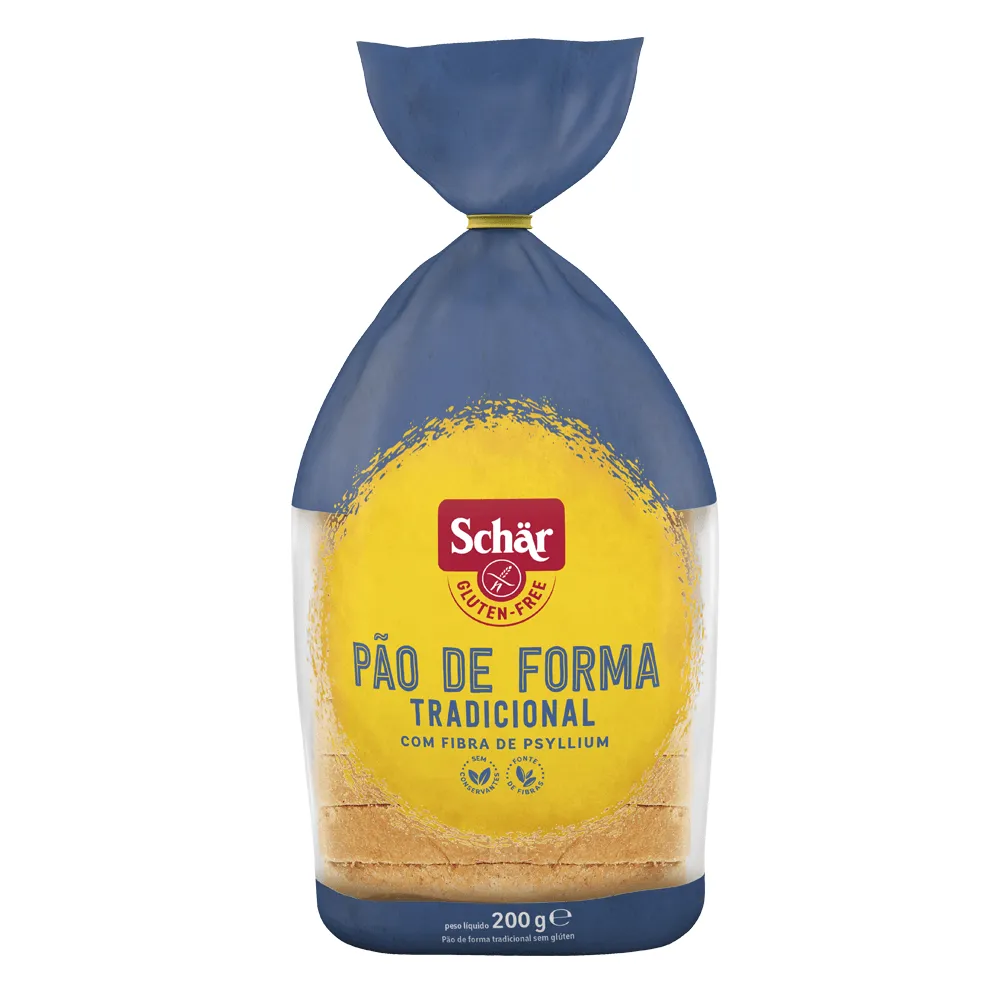 Schär
GLUTEN-FREE
PÃO DE FORMA
TRADICIONAL
COM FIBRA DE PSYLLIUM
SEM CONSERVANTES
FONTE DE FIBRAS
peso líquido 200 g ℮
Pão de forma tradicional sem glúten